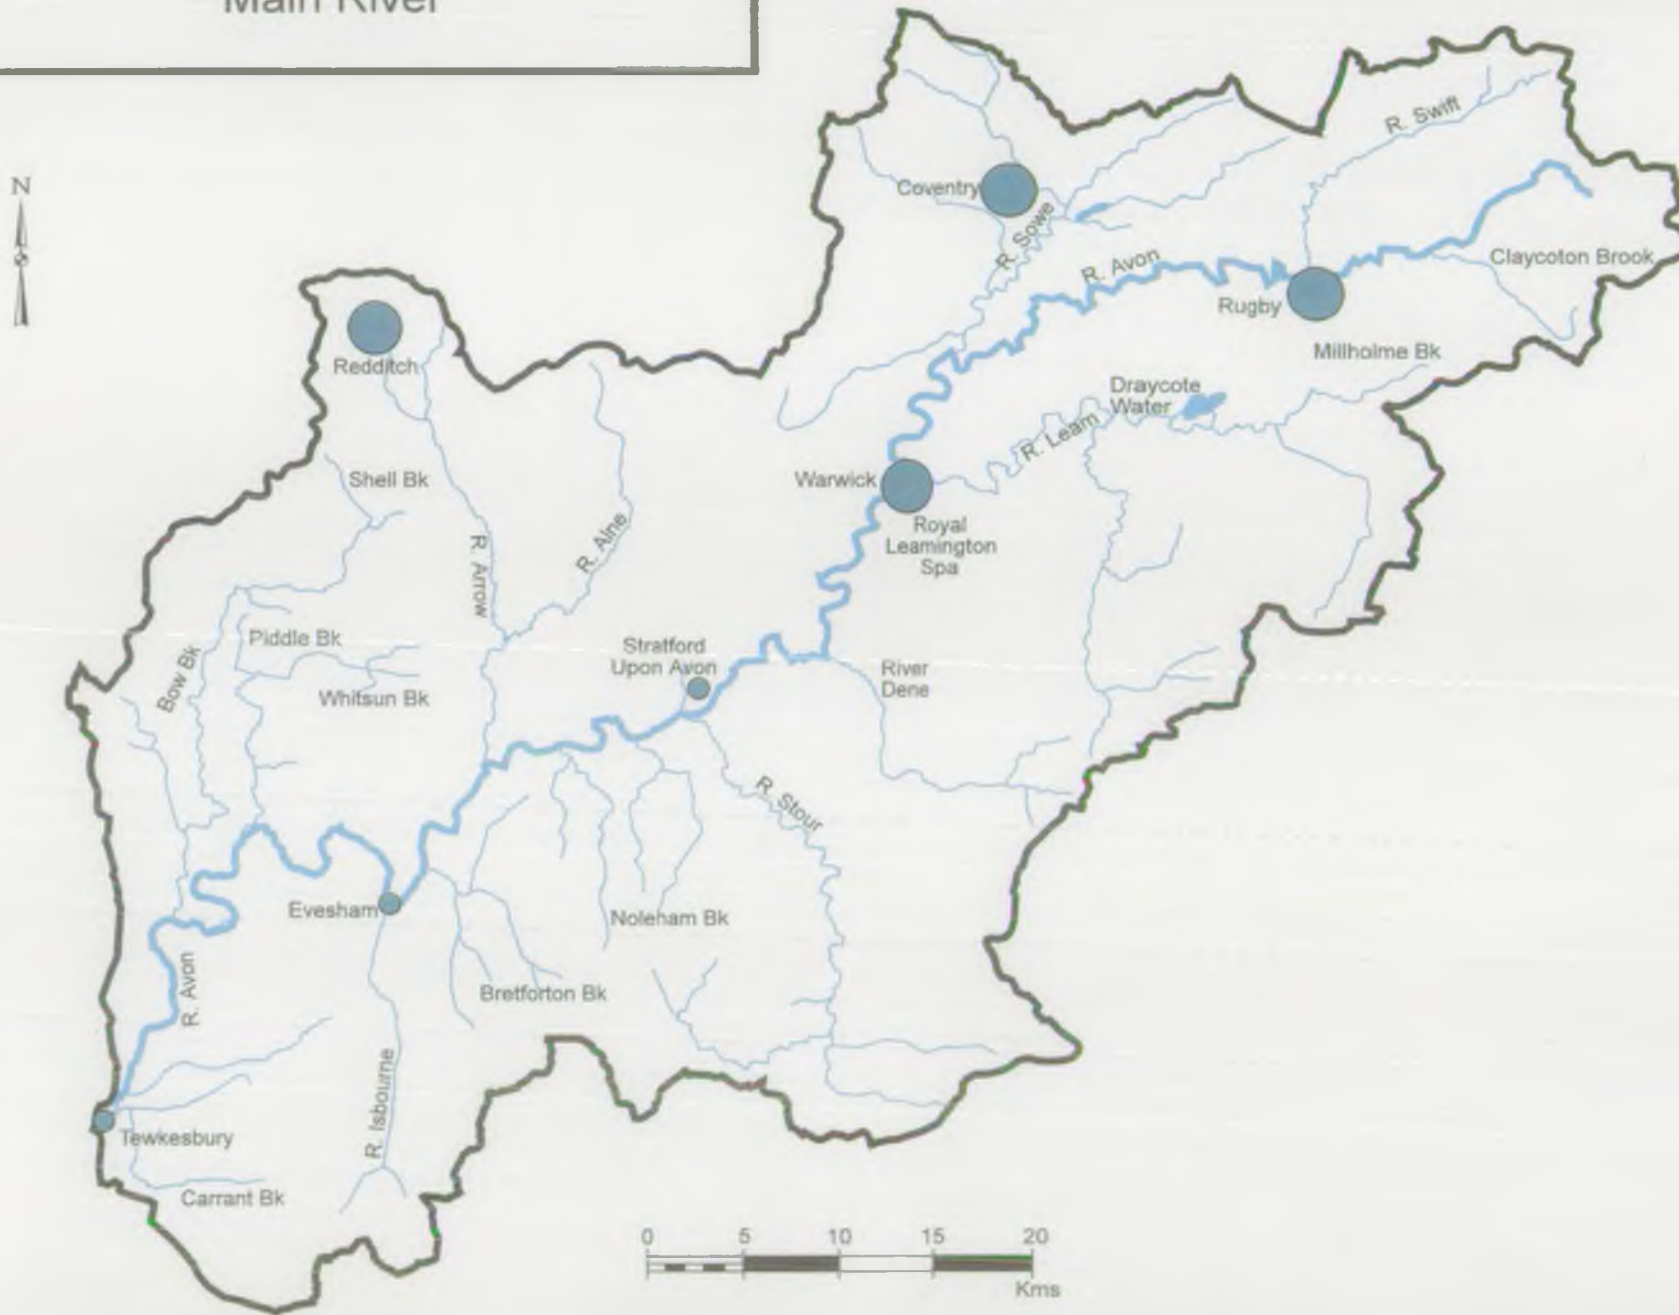 Main River
N
R. Swift
Coventry
R. Sowe
R. Avon
Claycoton Brook
Rugby
Millholme Bk
Redditch
Draycote
Water
R. Leam
Shell Bk
Warwick
Royal
Leamington
Spa
R. Arrow
R. Alne
Piddle Bk
Stratford
Upon Avon
River
Dene
Bow Bk
Whitsun Bk
R. Stour
Evesham
Noleham Bk
R. Avon
Bretforton Bk
R. Isbourne
Tewkesbury
Carrant Bk
0 5 10 15 20
Kms